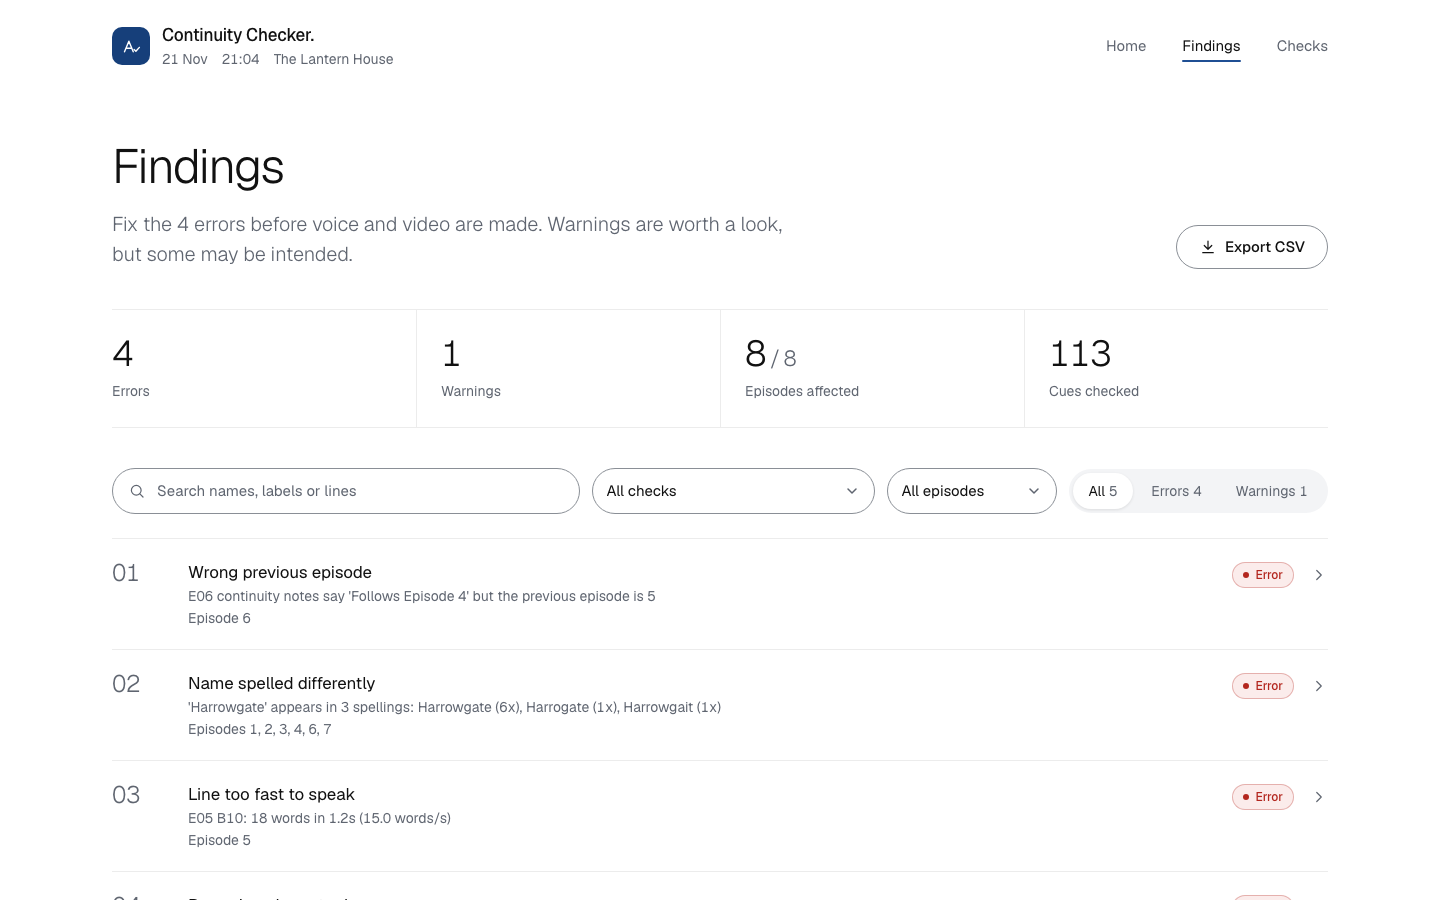 Continuity Checker.
21 Nov 21:04 The Lantern House
Home Findings Checks
Findings
Fix the 4 errors before voice and video are made. Warnings are worth a look,
but some may be intended.
Export CSV
4
Errors
1
Warnings
8 / 8
Episodes affected
113
Cues checked
Search names, labels or lines
All checks
All episodes
All 5 Errors 4 Warnings 1
01
Wrong previous episode
Error
E06 continuity notes say 'Follows Episode 4' but the previous episode is 5
Episode 6
02
Name spelled differently
Error
'Harrowgate' appears in 3 spellings: Harrowgate (6x), Harrogate (1x), Harrowgait (1x)
Episodes 1, 2, 3, 4, 6, 7
03
Line too fast to speak
Error
E05 B10: 18 words in 1.2s (15.0 words/s)
Episode 5